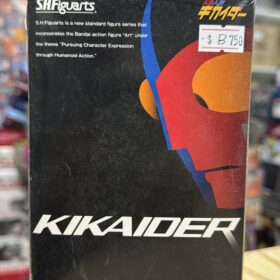 S.H.Figuarts
S.H.Figuarts is a new standard figure series that
incorporates the Bandai action figure "Art" under
the theme "Pursuing Character Expression
through Humanoid Action."
キカイダー
฿750
KIKAIDER